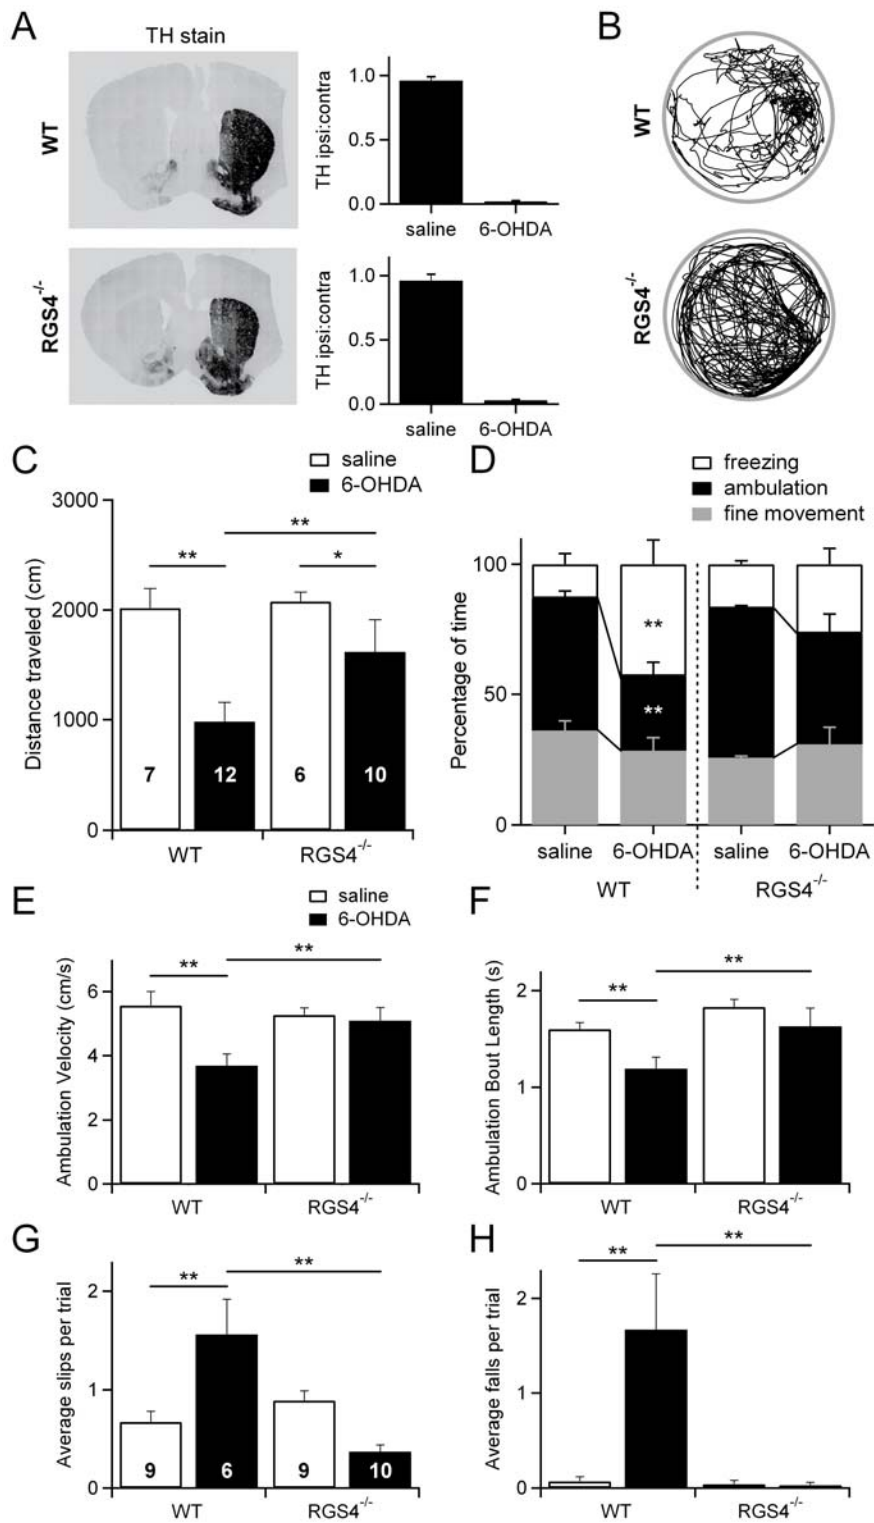 A
TH stain
WT
TH ipsi:contra
1.0
0.5
0.0
saline 6-OHDA
RGS4-/-
TH ipsi:contra
1.0
0.5
0.0
saline 6-OHDA
B
WT
RGS4-/-
C
saline
6-OHDA
Distance traveled (cm)
3000
2000
1000
0
** ** *
7 12 6 10
WT RGS4-/-
D
freezing
ambulation
fine movement
Percentage of time
100
50
0
**
**
saline 6-OHDA saline 6-OHDA
WT RGS4-/-
E
saline
6-OHDA
Ambulation Velocity (cm/s)
6
4
2
0
** **
WT RGS4-/-
F
Ambulation Bout Length (s)
2
1
0
** **
WT RGS4-/-
G
Average slips per trial
2
1
0
** **
9 6 9 10
WT RGS4-/-
H
Average falls per trial
2
1
0
** **
WT RGS4-/-